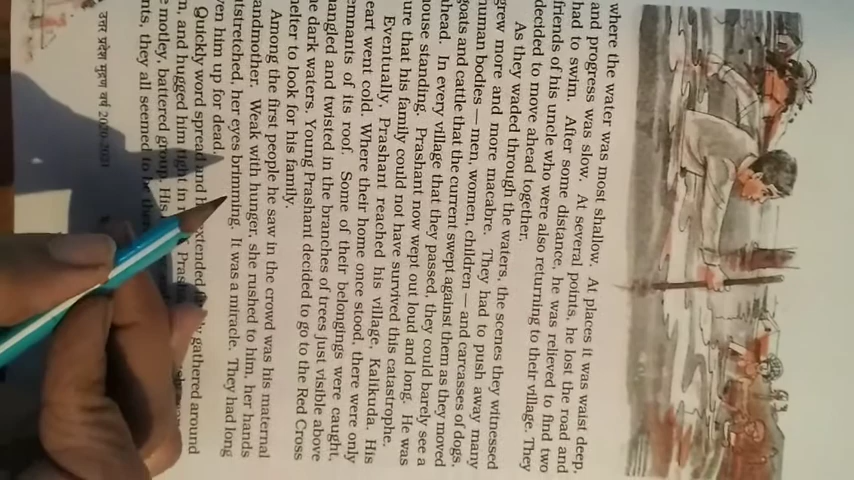 where the water was most shallow. At places it was waist deep,
and progress was slow. At several points, he lost the road and
had to swim. After some distance, he was relieved to find two
friends of his uncle who were also returning to their village. They
decided to move ahead together.
As they waded through the waters, the scenes they witnessed
grew more and more macabre. They had to push away many
human bodies — men, women, children — and carcasses of dogs,
goats and cattle that the current swept against them as they moved
ahead. In every village that they passed, they could barely see a
house standing. Prashant now wept out loud and long. He was
sure that his family could not have survived this catastrophe.
Eventually, Prashant reached his village, Kalikuda. His
heart went cold. Where their home once stood, there were only
remnants of its roof. Some of their belongings were caught,
mangled and twisted in the branches of trees just visible above
the dark waters. Young Prashant decided to go to the Red Cross
shelter to look for his family.
Among the first people he saw in the crowd was his maternal
grandmother. Weak with hunger, she rushed to him, her hands
outstretched, her eyes brimming. It was a miracle. They had long
given him up for dead.
Quickly word spread and extended gathered around
and hugged him tight in
motley, battered group. His
they all seemed to be there
उत्तर प्रदेश मुद्रण वर्ष 2020-2021